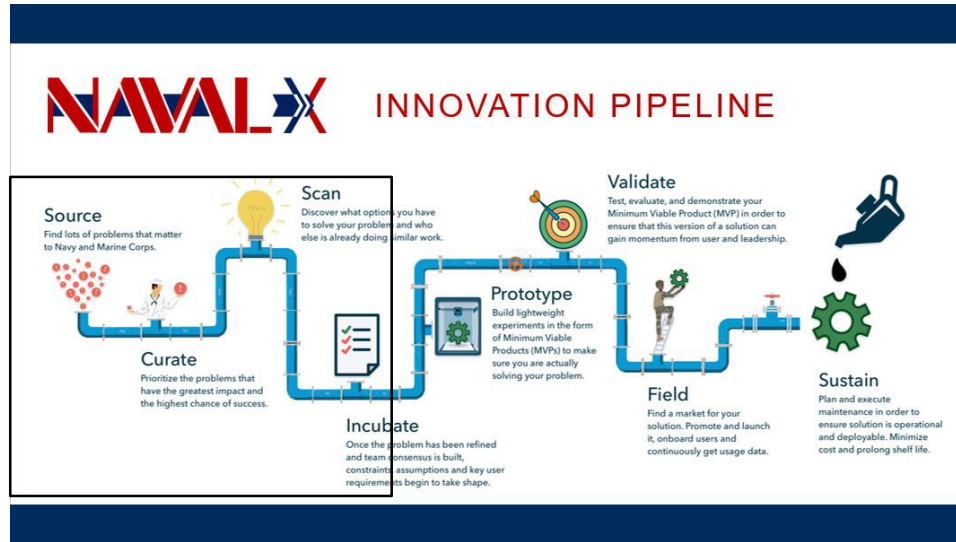 NAVAL-X
INNOVATION PIPELINE
Source
Find lots of problems that matter
to Navy and Marine Corps.
Curate
Prioritize the problems that
have the greatest impact and
the highest chance of success.
Scan
Discover what options you have
to solve your problem and who
else is already doing similar work.
Incubate
Once the problem has been refined
and team consensus is built,
constraints, assumptions and key user
requirements begin to take shape.
Prototype
Build lightweight
experiments in the form
of Minimum Viable
Products (MVPs) to make
sure you are actually
solving your problem.
Validate
Test, evaluate, and demonstrate your
Minimum Viable Product (MVP) in order to
ensure that this version of a solution can
gain momentum from user and leadership.
Field
Find a market for your
solution. Promote and launch
it, onboard users and
continuously get usage data.
Sustain
Plan and execute
maintenance in order to
ensure solution is operational
and deployable. Minimize
cost and prolong shelf life.